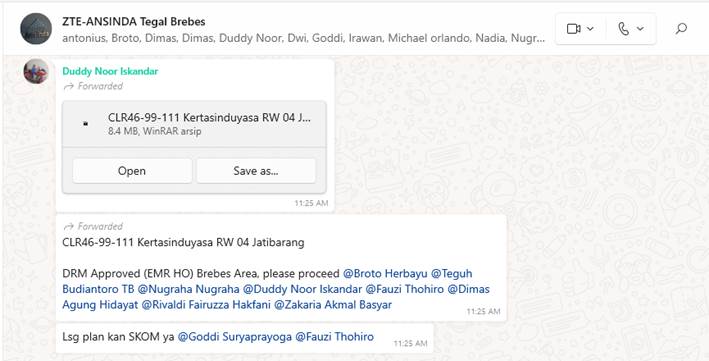 ZTE-ANSINDA Tegal Brebes
antonius, Broto, Dimas, Dimas, Duddy Noor, Dwi, Goddi, Irawan, Michael orlando, Nadia, Nugr...
Duddy Noor Iskandar
Forwarded
CLR46-99-111 Kertasinduyasa RW 04 J...
8.4 MB, WinRAR arsip
Open
Save as...
11:25 AM
Forwarded
CLR46-99-111 Kertasinduyasa RW 04 Jatibarang
DRM Approved (EMR HO) Brebes Area, please proceed @Broto Herbayu @Teguh
Budiantoro TB @Nugraha Nugraha @Duddy Noor Iskandar @Fauzi Thohiro @Dimas
Agung Hidayat @Rivaldi Fairuzza Hakfani @Zakaria Akmal Basyar
11:25 AM
Lsg plan kan SKOM ya @Goddi Suryaprayoga @Fauzi Thohiro
11:25 AM